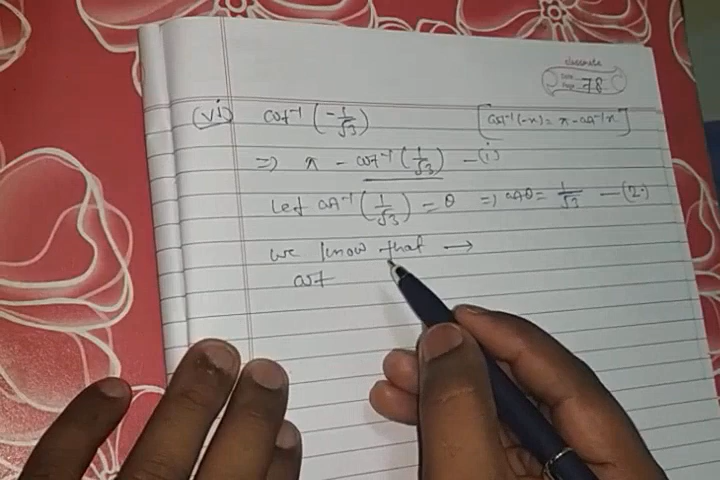 classmate
Date
Page 78
(vi) cot⁻¹(-1/√3) [cot⁻¹(-x) = π - cot⁻¹x]
=> π - cot⁻¹(1/√3) —(i)
Let cot⁻¹(1/√3) = θ => cotθ = 1/√3 —(2)
we know that →
cot